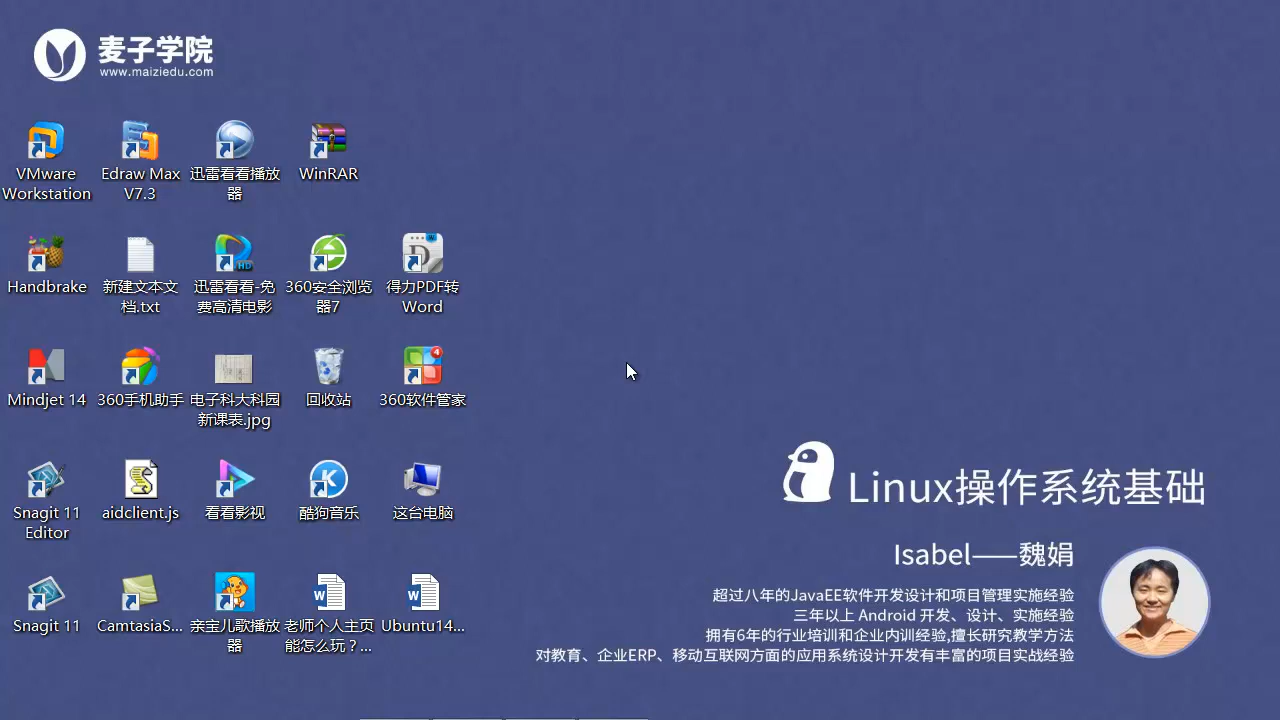 麦子学院
www.maiziedu.com
VMware
Workstation
Edraw Max
V7.3
迅雷看看播放
器
WinRAR
Handbrake
新建文本文
档.txt
迅雷看看-免
费高清电影
360安全浏览
器7
得力PDF转
Word
Mindjet 14
360手机助手
电子科大科园
新课表.jpg
回收站
360软件管家
4
Snagit 11
Editor
aidclient.js
看看影视
酷狗音乐
这台电脑
Snagit 11
CamtasiaS...
亲宝儿歌播放
器
老师个人主页
能怎么玩？...
Ubuntu14...
Linux操作系统基础
Isabel——魏娟
超过八年的JavaEE软件开发设计和项目管理实施经验
三年以上 Android 开发、设计、实施经验
拥有6年的行业培训和企业内训经验,擅长研究教学方法
对教育、企业ERP、移动互联网方面的应用系统设计开发有丰富的项目实战经验